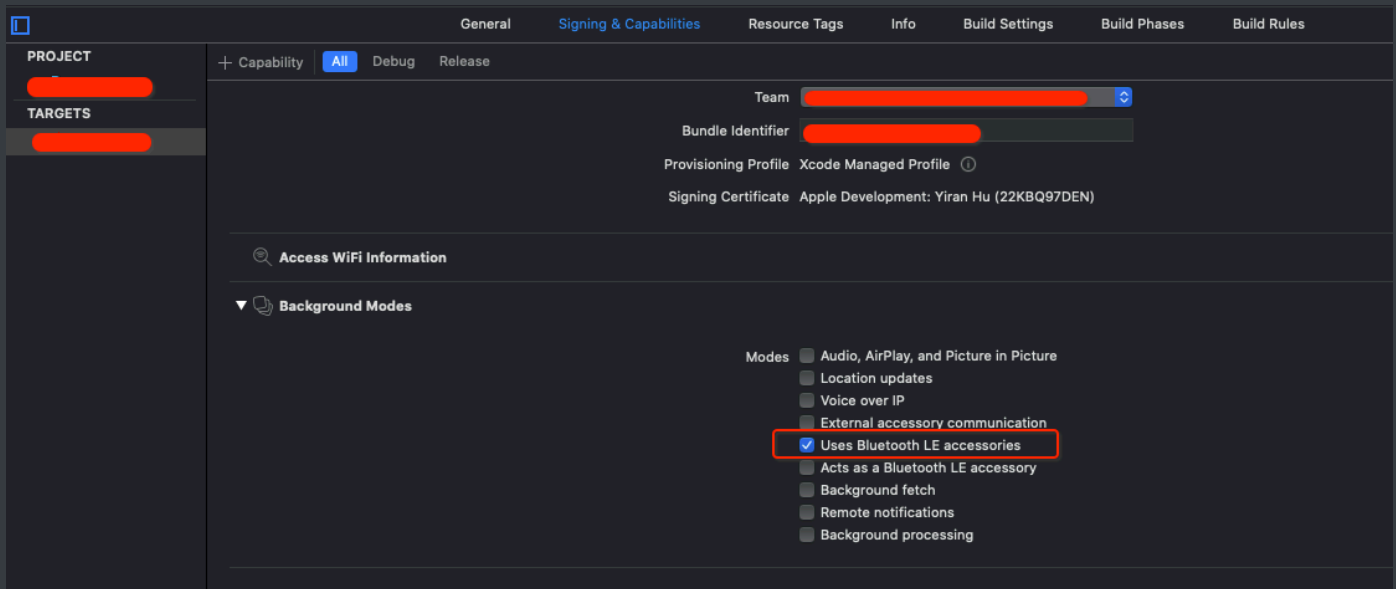 General Signing & Capabilities Resource Tags Info Build Settings Build Phases Build Rules
PROJECT
+ Capability All Debug Release
TARGETS
Team
Bundle Identifier
Provisioning Profile Xcode Managed Profile
Signing Certificate Apple Development: Yiran Hu (22KBQ97DEN)
Access WiFi Information
Background Modes
Modes Audio, AirPlay, and Picture in Picture
Location updates
Voice over IP
External accessory communication
Uses Bluetooth LE accessories
Acts as a Bluetooth LE accessory
Background fetch
Remote notifications
Background processing